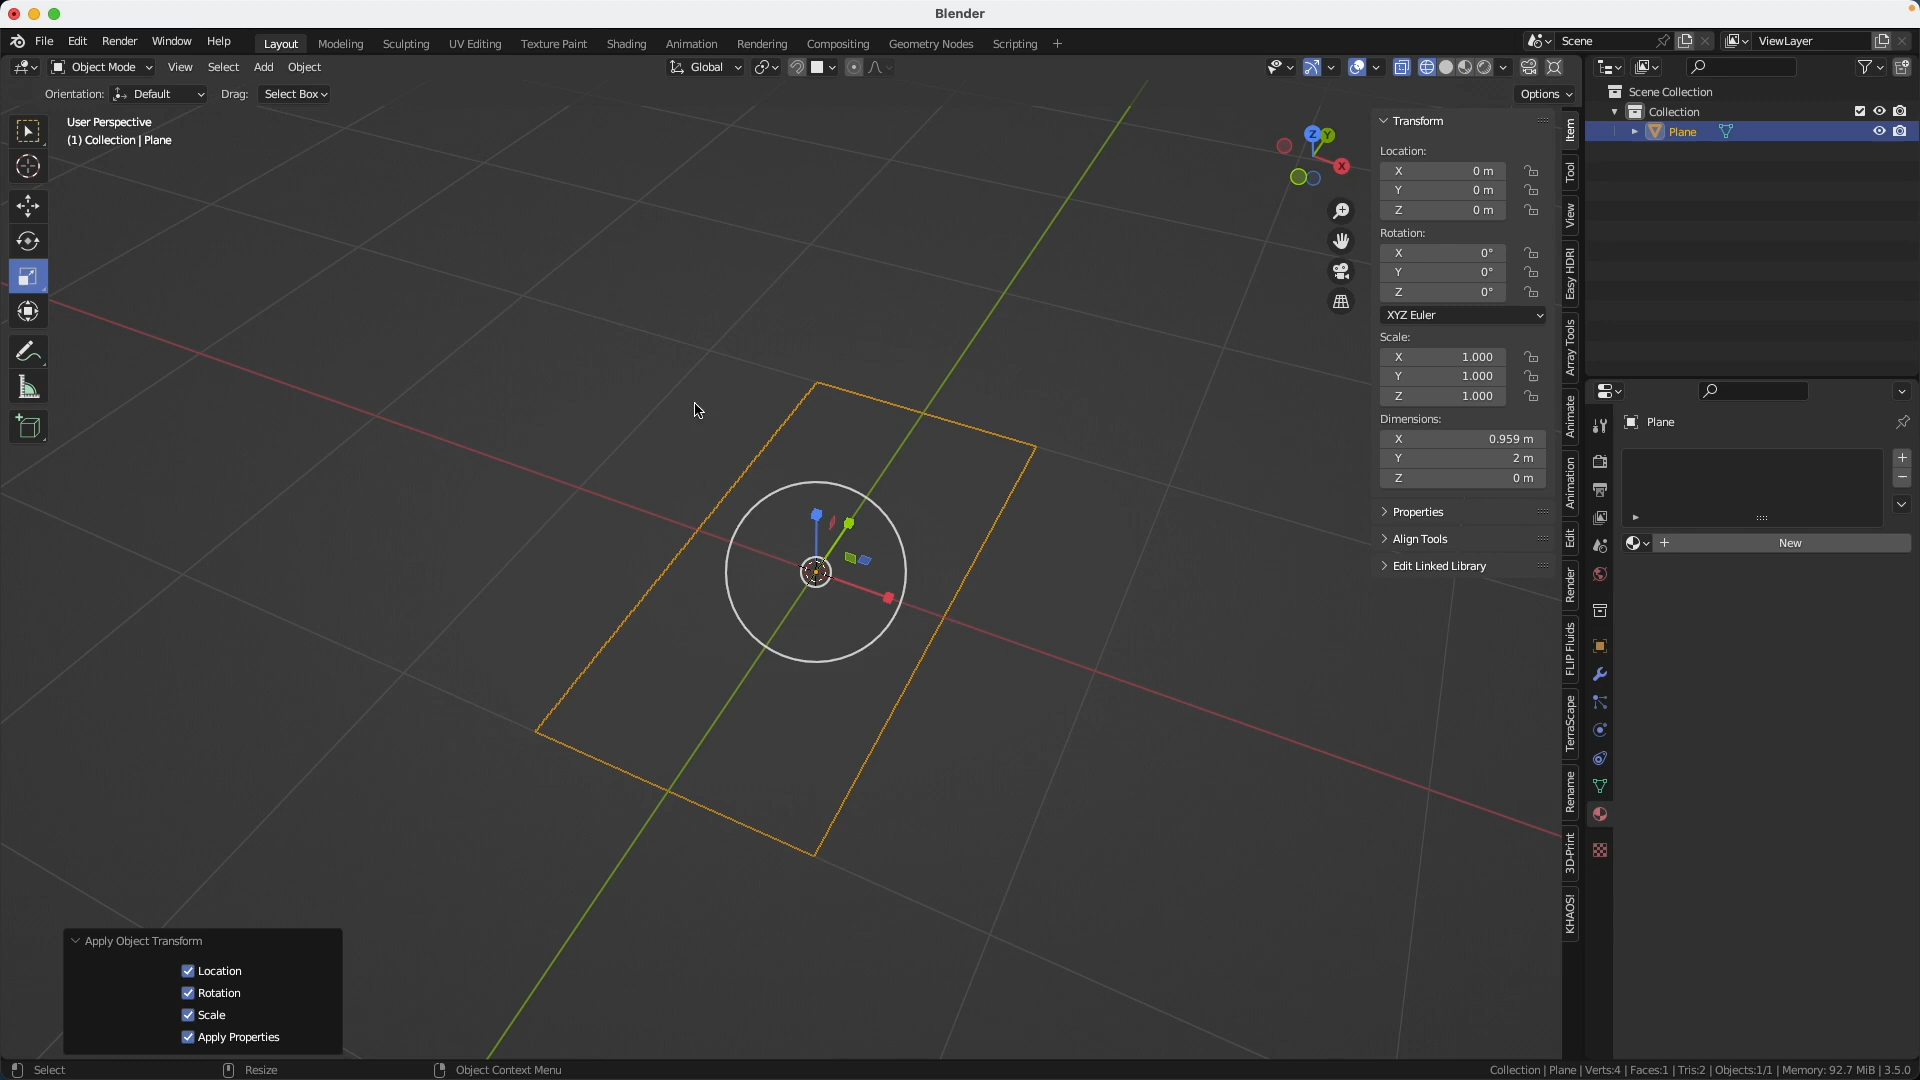 Blender
File Edit Render Window Help Layout Modeling Sculpting UV Editing Texture Paint Shading Animation Rendering Compositing Geometry Nodes Scripting + Scene ViewLayer
Object Mode View Select Add Object Global
Orientation: Default Drag: Select Box Options
User Perspective
(1) Collection | Plane
Z Y X
Transform
Location:
X 0 m
Y 0 m
Z 0 m
Rotation:
X 0°
Y 0°
Z 0°
XYZ Euler
Scale:
X 1.000
Y 1.000
Z 1.000
Dimensions:
X 0.959 m
Y 2 m
Z 0 m
Properties
Align Tools
Edit Linked Library
Item
Tool
View
Easy HDRI
Array Tools
Animate
Animation
Edit
Render
FLIP Fluids
TerraScape
Rename
3D-Print
KHAOS!
Scene Collection
Collection
Plane
Plane
New
Apply Object Transform
Location
Rotation
Scale
Apply Properties
Select Resize Object Context Menu Collection | Plane | Verts:4 | Faces:1 | Tris:2 | Objects:1/1 | Memory: 92.7 MiB | 3.5.0